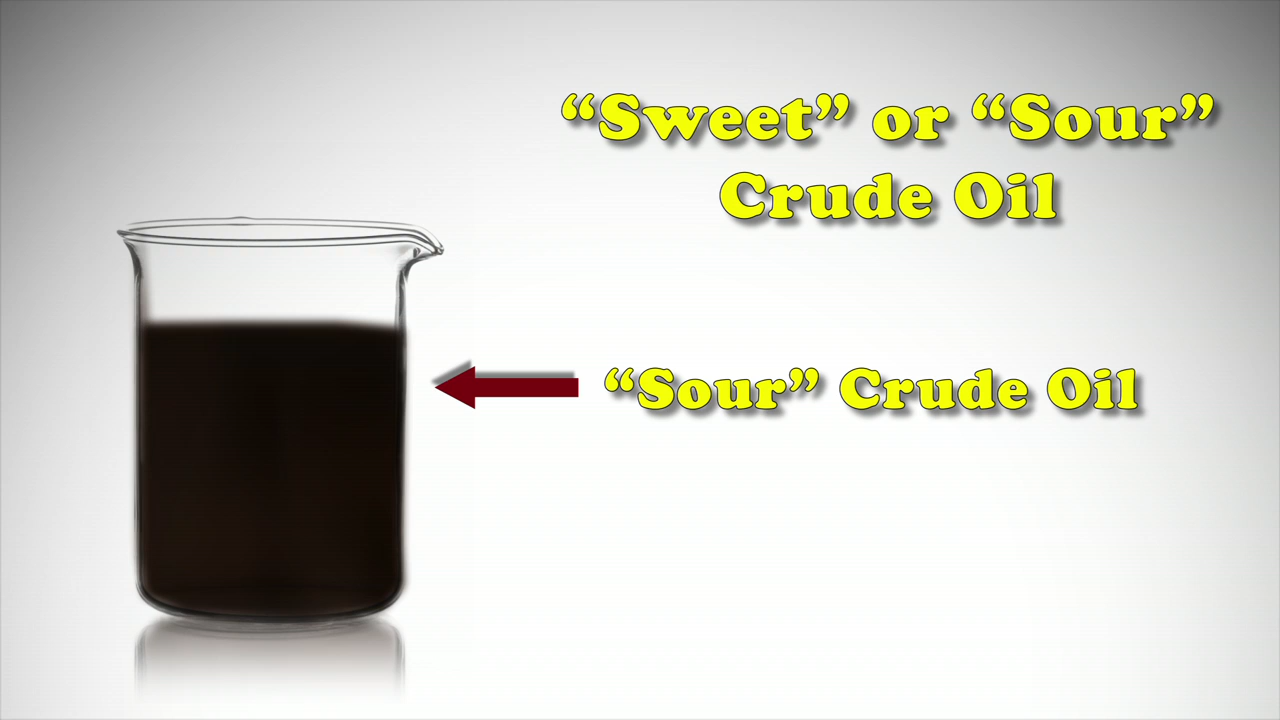 “Sweet” or “Sour”
Crude Oil
“Sour” Crude Oil